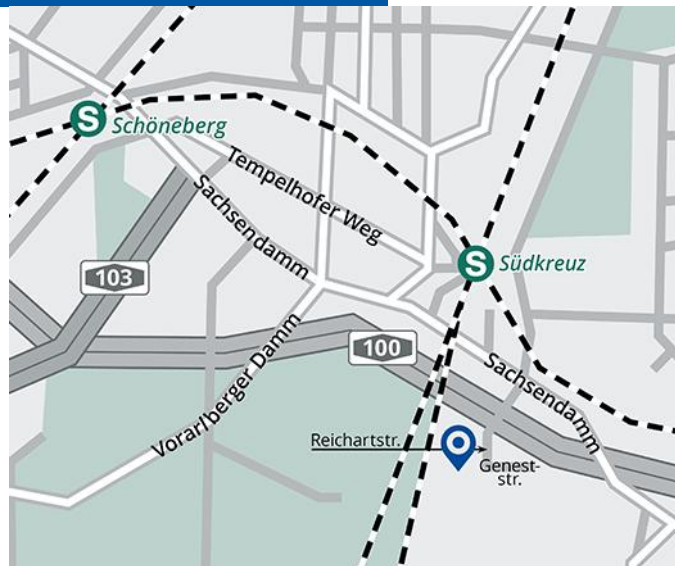 S
Schöneberg
Tempelhofer Weg
Sachsendamm
S
Südkreuz
103
100
Vorarlberger Damm
Sachsendamm
Reichartstr.
Genest-
str.